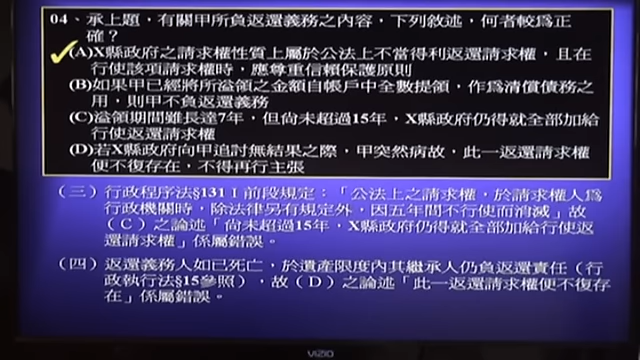 04、承上題，有關甲所負返還義務之內容，下列敘述，何者較為正
確？
(A)X縣政府之請求權性質上屬於公法上不當得利返還請求權，且在
行使該項請求權時，應尊重信賴保護原則
(B)如果甲已經將所溢領之金額自帳戶中全數提領，作為清償債務之
用，則甲不負返還義務
(C)溢領期間雖長達7年，但尚未超過15年，X縣政府仍得就全部加給
行使返還請求權
(D)若X縣政府向甲追討無結果之際，甲突然病故，此一返還請求權
便不復存在，不得再行主張
（三）行政程序法§131 I 前段規定：「公法上之請求權，於請求權人為
行政機關時，除法律另有規定外，因五年間不行使而消滅」故
（C）之論述「尚未超過15年，X縣政府仍得就全部加給行使返
還請求權」係屬錯誤。
（四）返還義務人如已死亡，於遺產限度內其繼承人仍負返還責任（行
政執行法§15參照），故（D）之論述「此一返還請求權便不復存
在」係屬錯誤。
VIZIO